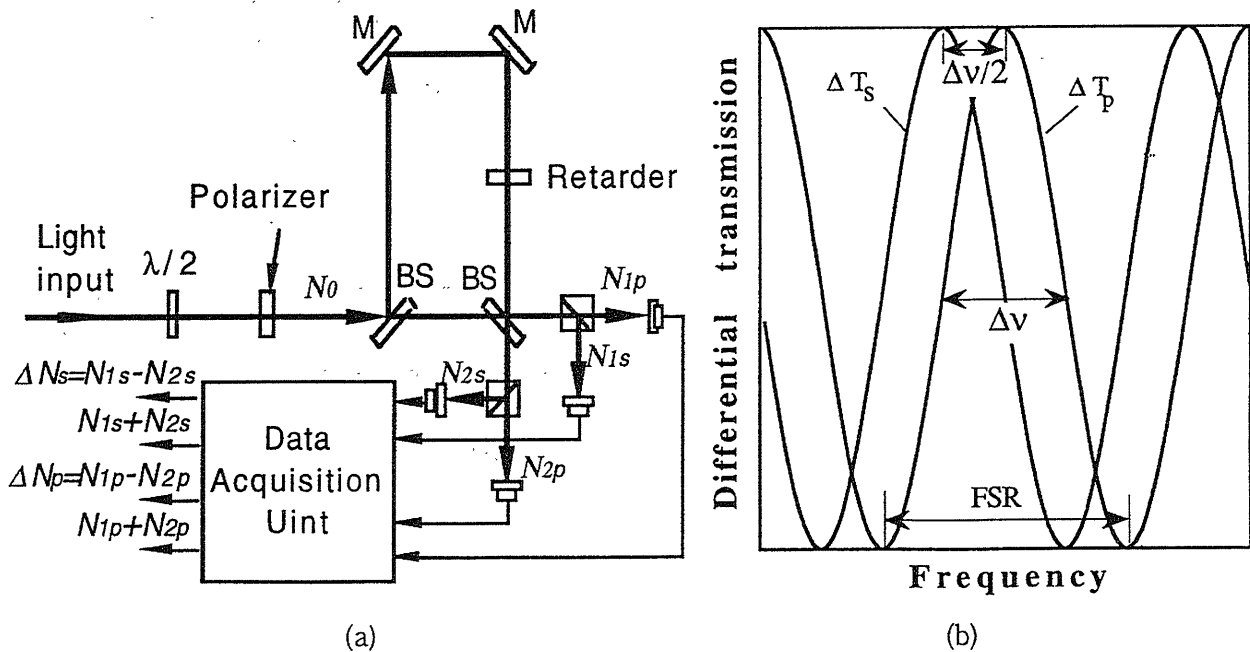 M
M
Retarder
Polarizer
Light
input
λ/2
N0
BS
BS
N1p
N1s
N2s
N2p
ΔNs=N1s-N2s
N1s+N2s
ΔNp=N1p-N2p
N1p+N2p
Data
Acquisition
Uint
(a)
Differential transmission
Δν/2
ΔTs
ΔTp
Δν
FSR
Frequency
(b)